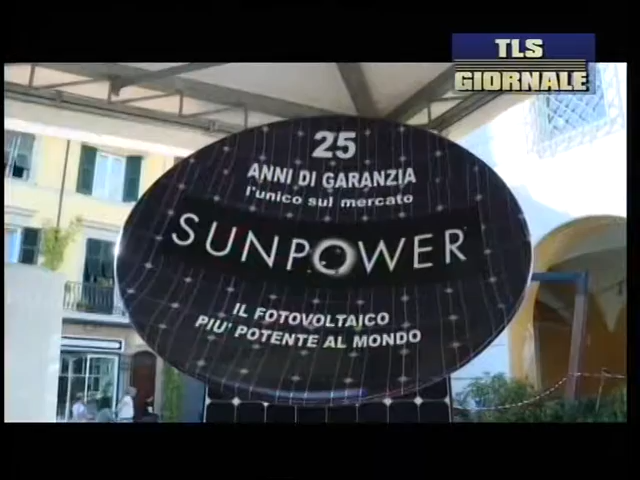 TLS
GIORNALE
25
ANNI DI GARANZIA
l'unico sul mercato
SUNPOWER
IL FOTOVOLTAICO
PIU' POTENTE AL MONDO